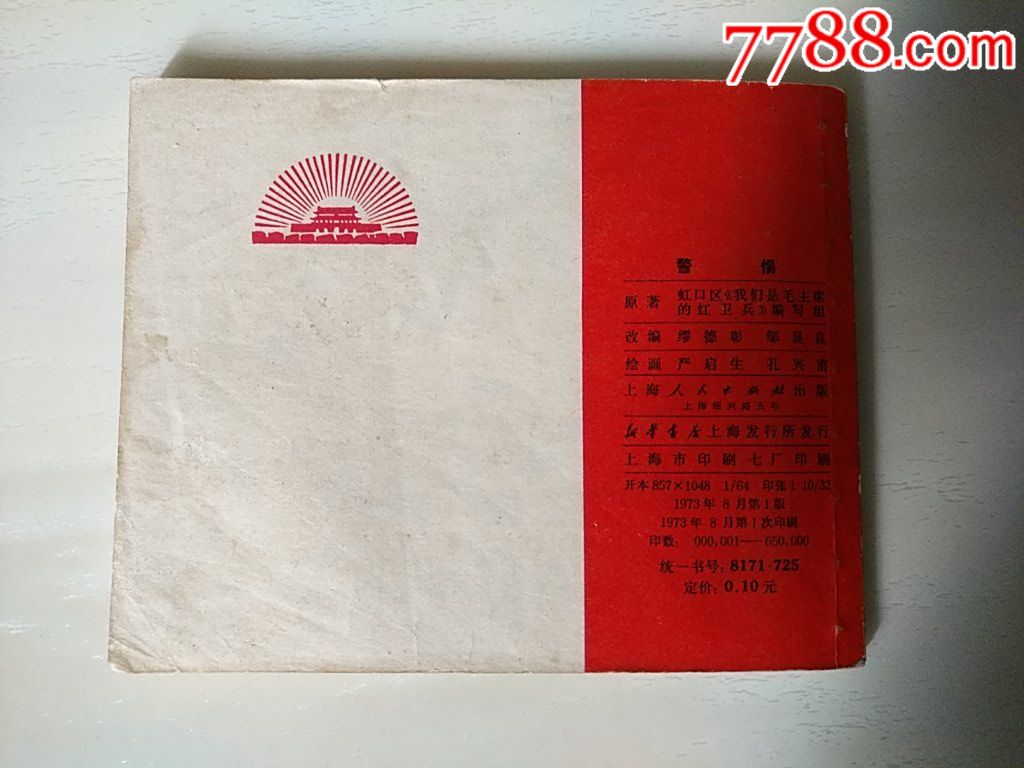 7788.com
警惕
原著 虹口区《我们是毛主席
的红卫兵》编写组
改编 缪德彰 邬显良
绘画 严启生 孔兴甫
上海人民出版社出版
上海绍兴路五号
新华书店上海发行所发行
上海市印刷七厂印刷
开本 857×1048 1/64 印张 1 10/32
1973年8月第1版
1973年8月第1次印刷
印数：000,001—650,000
统一书号：8171·725
定价：0.10元